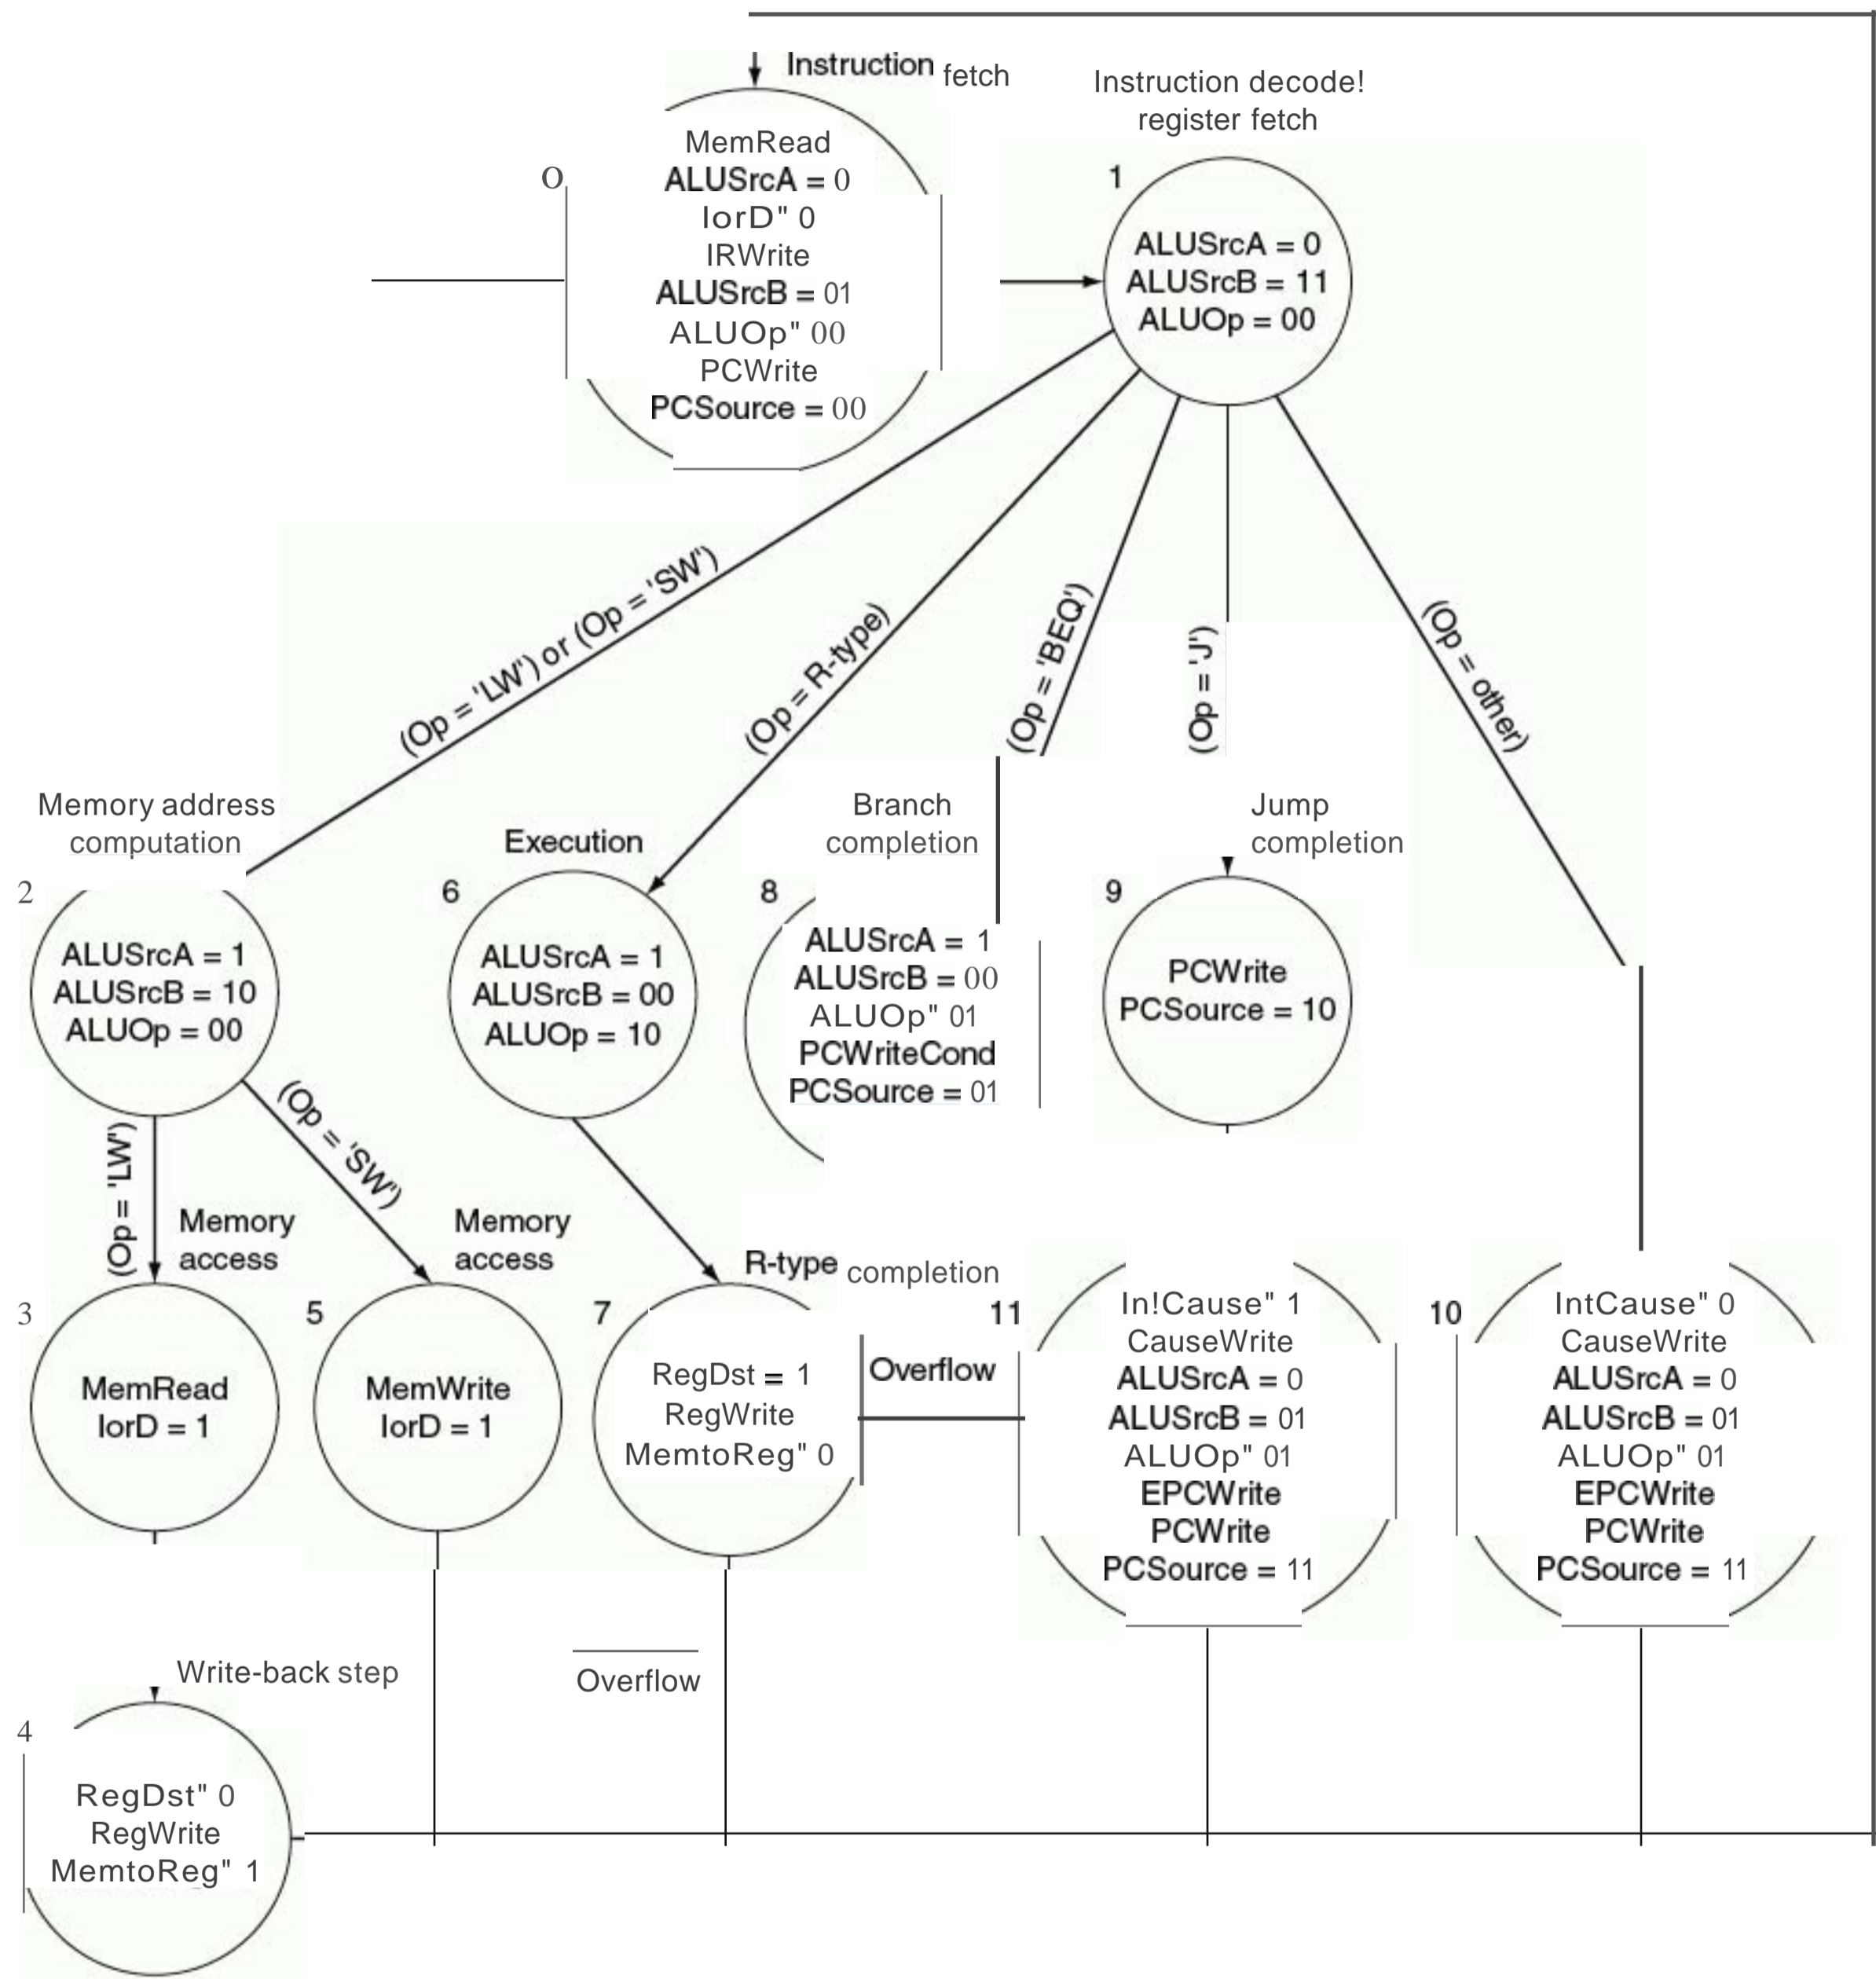 Instruction fetch
Instruction decode!
register fetch
O
MemRead
ALUSrcA = 0
IorD" 0
IRWrite
ALUSrcB = 01
ALUOp" 00
PCWrite
PCSource = 00
1
ALUSrcA = 0
ALUSrcB = 11
ALUOp = 00
(Op = 'LW') or (Op = 'SW')
(Op = R-type)
(Op = 'BEQ')
(Op = 'J')
(Op = other)
Memory address
computation
2
ALUSrcA = 1
ALUSrcB = 10
ALUOp = 00
Execution
6
ALUSrcA = 1
ALUSrcB = 00
ALUOp = 10
Branch
completion
8
ALUSrcA = 1
ALUSrcB = 00
ALUOp" 01
PCWriteCond
PCSource = 01
Jump
completion
9
PCWrite
PCSource = 10
(Op = 'LW')
(Op = 'SW')
Memory
access
3
MemRead
IorD = 1
Memory
access
5
MemWrite
IorD = 1
R-type completion
7
RegDst = 1
RegWrite
MemtoReg" 0
Overflow
11
In!Cause" 1
CauseWrite
ALUSrcA = 0
ALUSrcB = 01
ALUOp" 01
EPCWrite
PCWrite
PCSource = 11
10
IntCause" 0
CauseWrite
ALUSrcA = 0
ALUSrcB = 01
ALUOp" 01
EPCWrite
PCWrite
PCSource = 11
Overflow
Write-back step
4
RegDst" 0
RegWrite
MemtoReg" 1